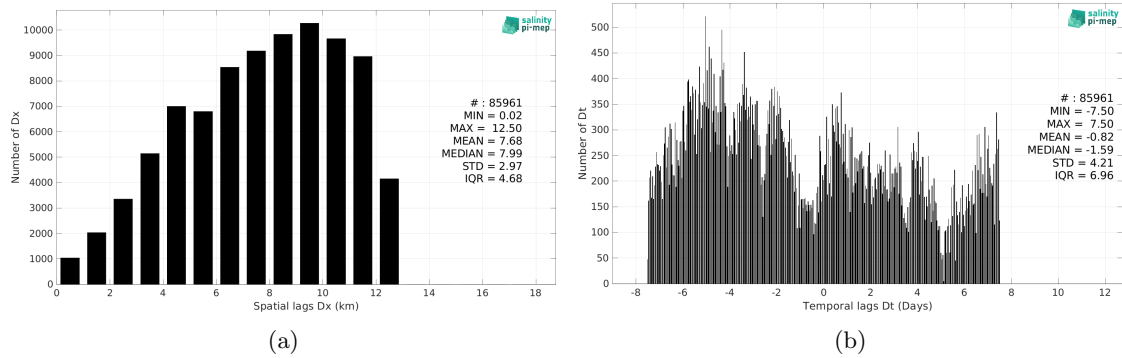 salinity
pi-mep
10000
9000
8000
7000
6000
5000
4000
3000
2000
1000
0
Number of Dx
# : 85961
MIN = 0.02
MAX = 12.50
MEAN = 7.68
MEDIAN = 7.99
STD = 2.97
IQR = 4.68
0 2 4 6 8 10 12 14 16 18
Spatial lags Dx (km)
(a)
salinity
pi-mep
500
450
400
350
300
250
200
150
100
50
0
Number of Dt
# : 85961
MIN = -7.50
MAX = 7.50
MEAN = -0.82
MEDIAN = -1.59
STD = 4.21
IQR = 6.96
-8 -6 -4 -2 0 2 4 6 8 10 12
Temporal lags Dt (Days)
(b)